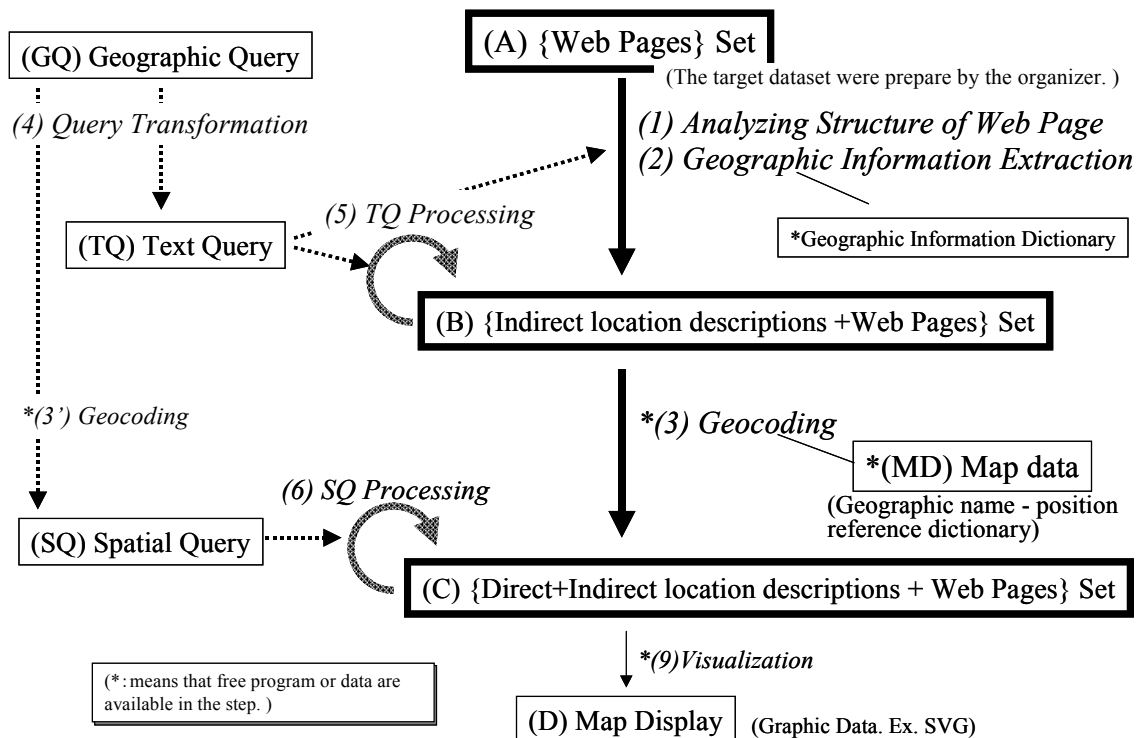 (GQ) Geographic Query
(A) {Web Pages} Set
(The target dataset were prepare by the organizer. )
(4) Query Transformation
(1) Analyzing Structure of Web Page
(2) Geographic Information Extraction
(5) TQ Processing
(TQ) Text Query
*Geographic Information Dictionary
(B) {Indirect location descriptions +Web Pages} Set
*(3') Geocoding
*(3) Geocoding
*(MD) Map data
(Geographic name - position
reference dictionary)
(6) SQ Processing
(SQ) Spatial Query
(C) {Direct+Indirect location descriptions + Web Pages} Set
*(9)Visualization
(*:means that free program or data are
available in the step. )
(D) Map Display
(Graphic Data. Ex. SVG)